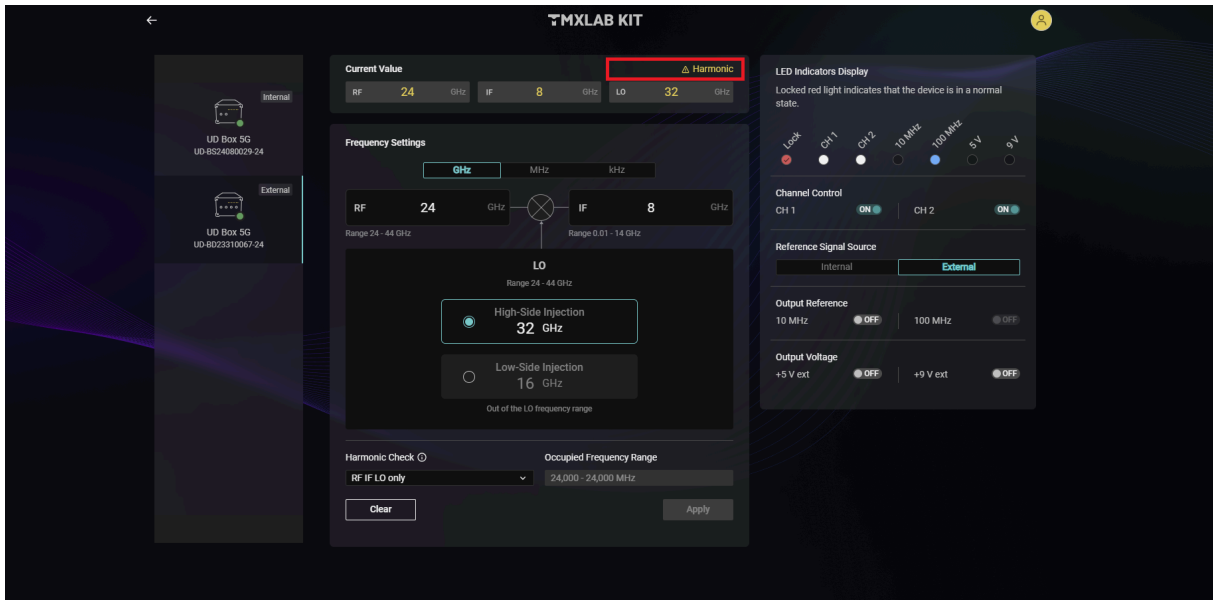 TMXLAB KIT
Internal
UD Box 5G
UD-BS24080029-24
External
UD Box 5G
UD-BD23310067-24
Current Value
Harmonic
RF 24 GHz IF 8 GHz LO 32 GHz
Frequency Settings
GHz MHz kHz
RF 24 GHz IF 8 GHz
Range 24 - 44 GHz Range 0.01 - 14 GHz
LO
Range 24 - 44 GHz
High-Side Injection
32 GHz
Low-Side Injection
16 GHz
Out of the LO frequency range
Harmonic Check Occupied Frequency Range
RF IF LO only 24,000 - 24,000 MHz
Clear Apply
LED Indicators Display
Locked red light indicates that the device is in a normal
state.
Lock CH 1 CH 2 10 MHz 100 MHz 5 V 9 V
Channel Control
CH 1 ON CH 2 ON
Reference Signal Source
Internal External
Output Reference
10 MHz OFF 100 MHz OFF
Output Voltage
+5 V ext OFF +9 V ext OFF